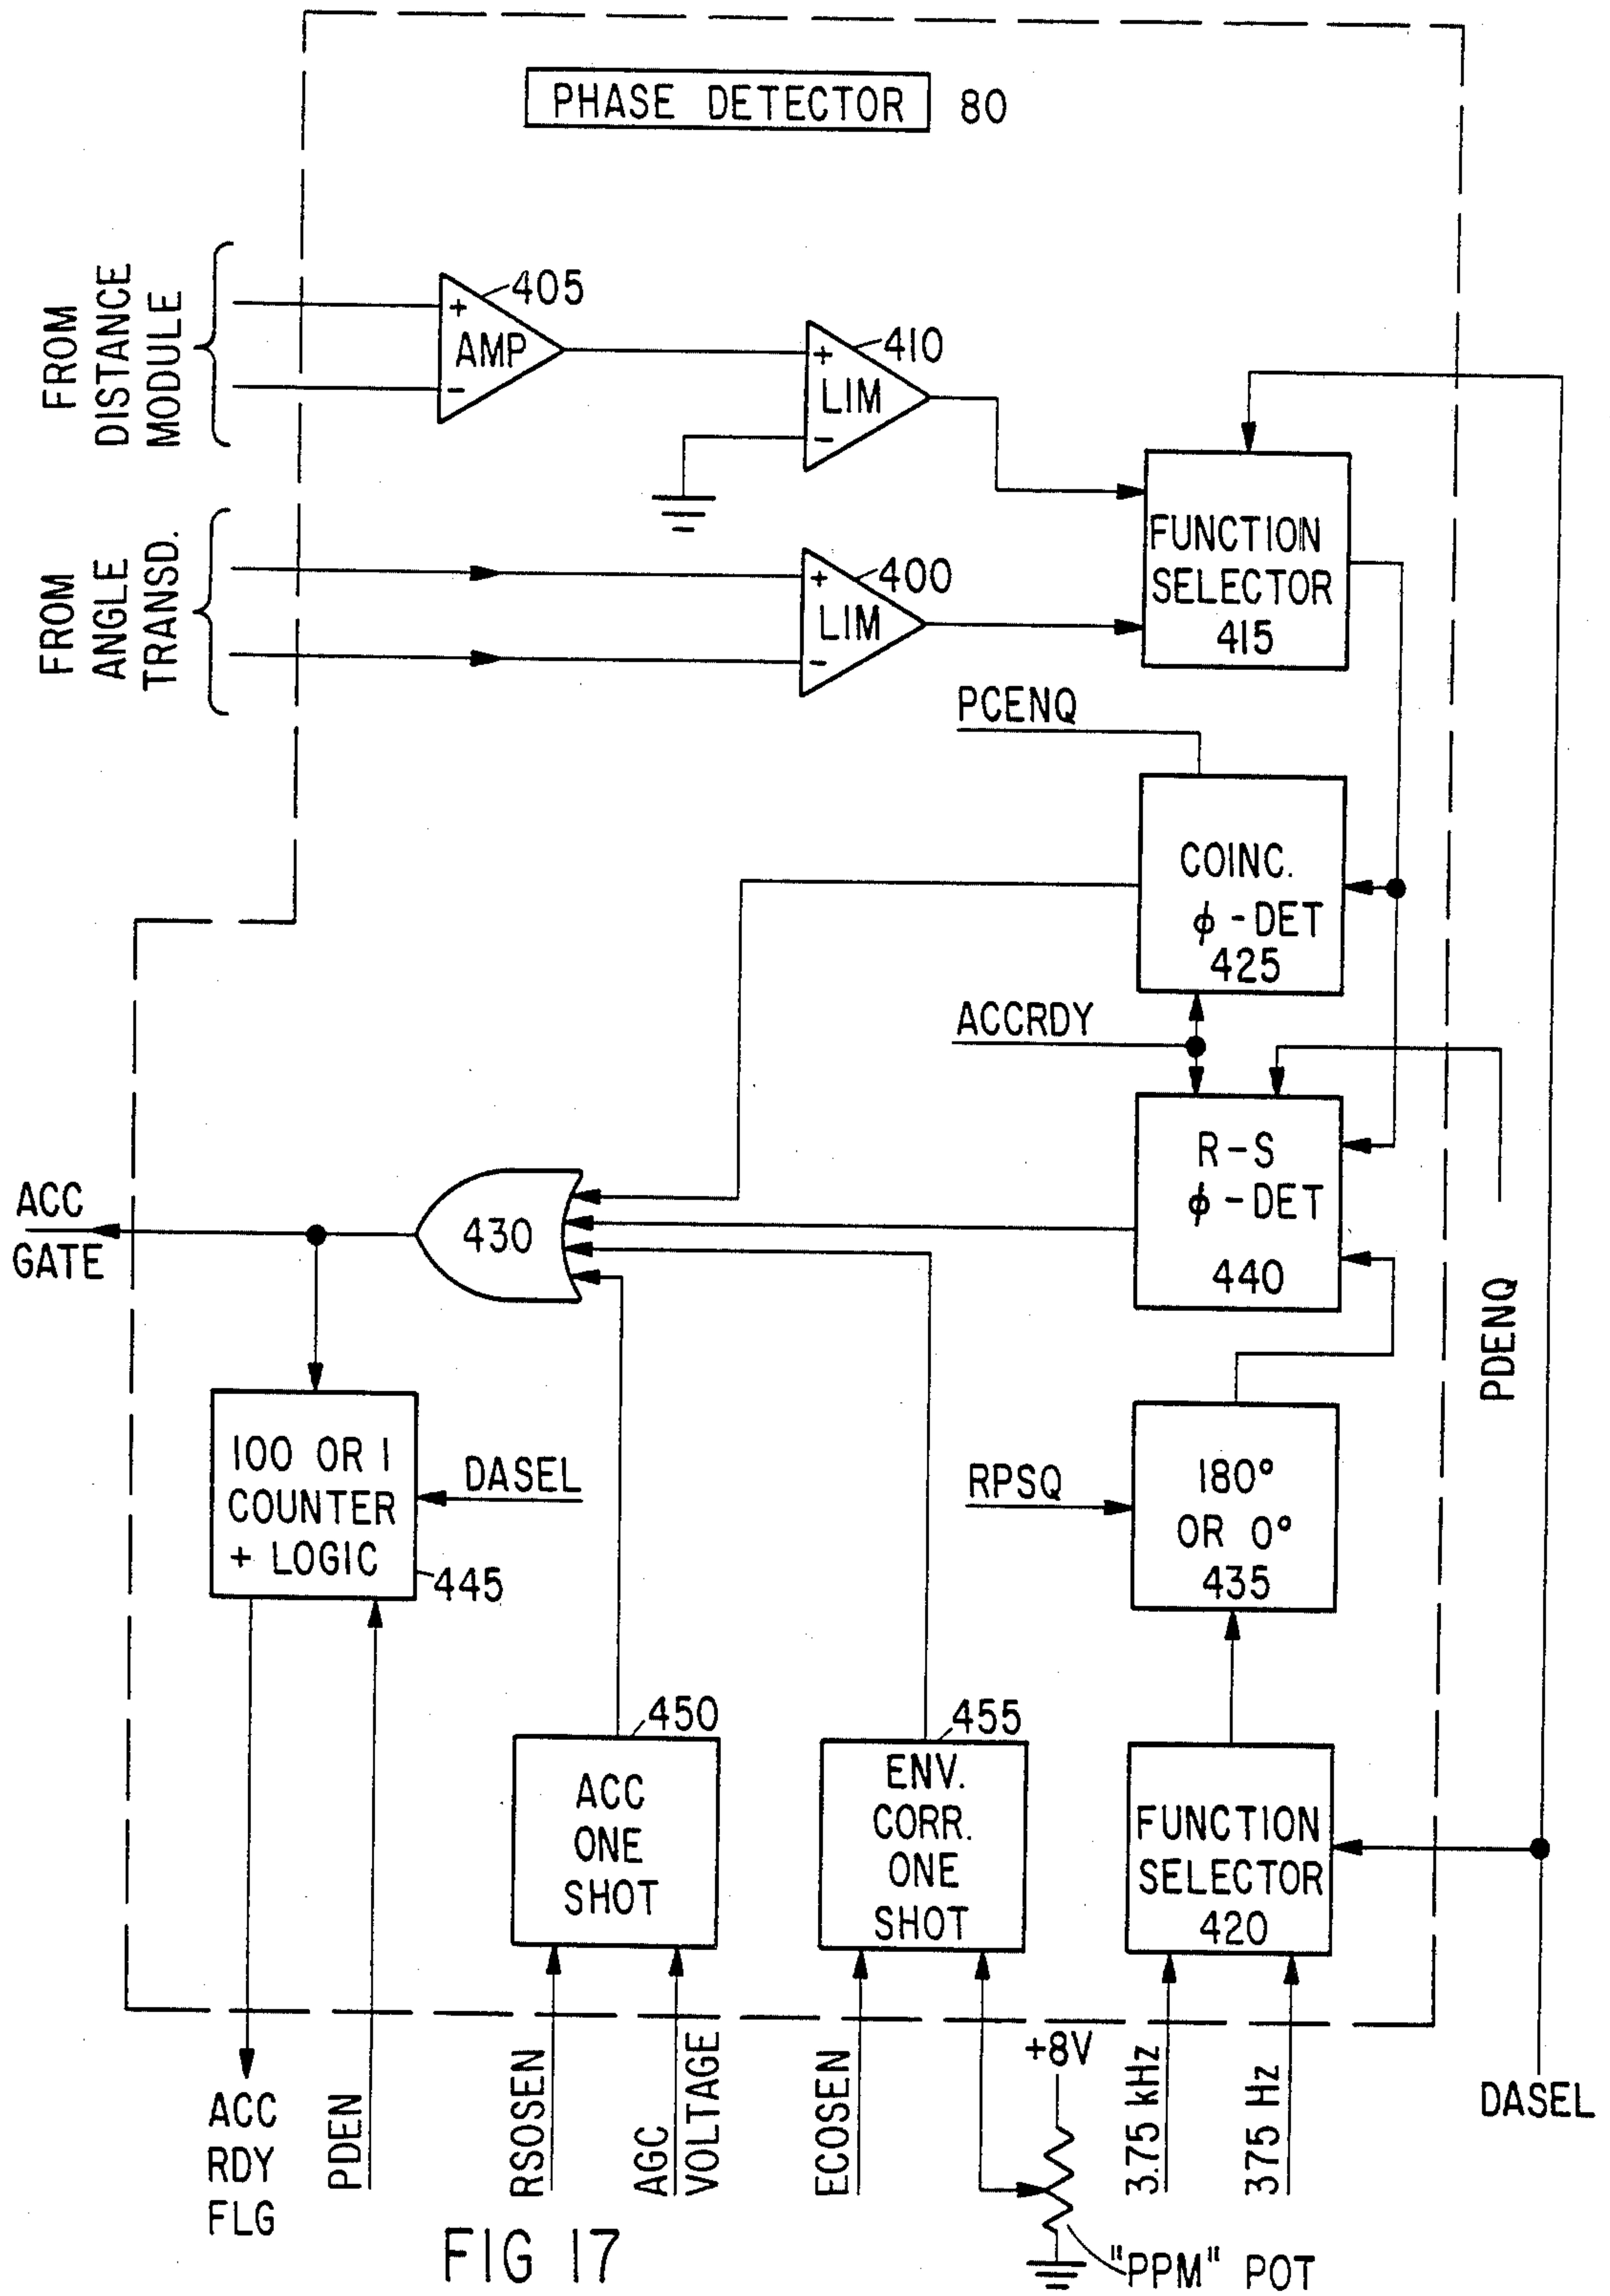 PHASE DETECTOR 80
FROM
DISTANCE
MODULE
+
AMP
-
405
+
LIM
-
410
FROM
ANGLE
TRANSD.
+
LIM
-
400
FUNCTION
SELECTOR
415
PCENQ
COINC.
ϕ - DET
425
ACCRDY
R-S
ϕ - DET
440
PDENQ
ACC
GATE
430
100 OR 1
COUNTER
+ LOGIC
445
DASEL
RPSQ
180°
OR 0°
435
ACC
ONE
SHOT
450
ENV.
CORR.
ONE
SHOT
455
FUNCTION
SELECTOR
420
ACC
RDY
FLG
PDEN
RSOSEN
AGC
VOLTAGE
ECOSEN
+8V
"PPM" POT
3.75 kHz
375 Hz
DASEL
FIG 17